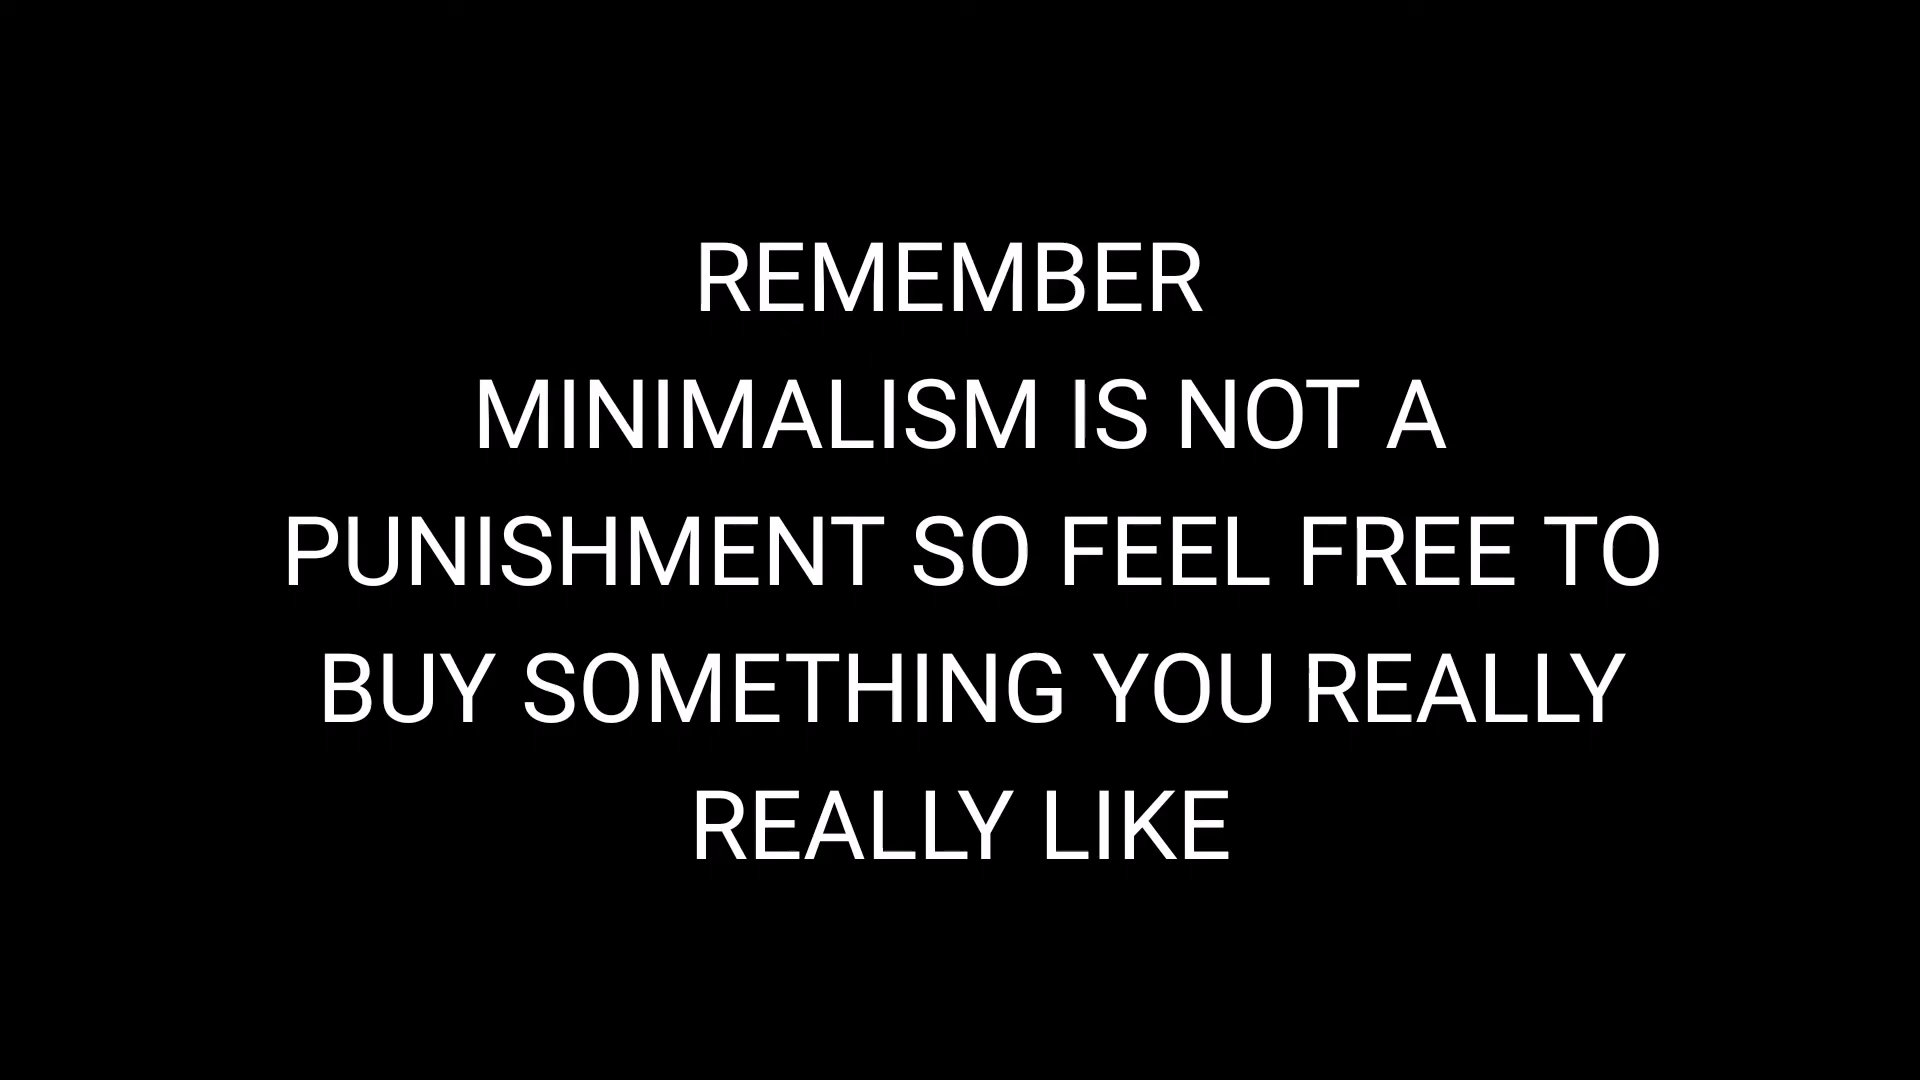 REMEMBER
MINIMALISM IS NOT A
PUNISHMENT SO FEEL FREE TO
BUY SOMETHING YOU REALLY
REALLY LIKE